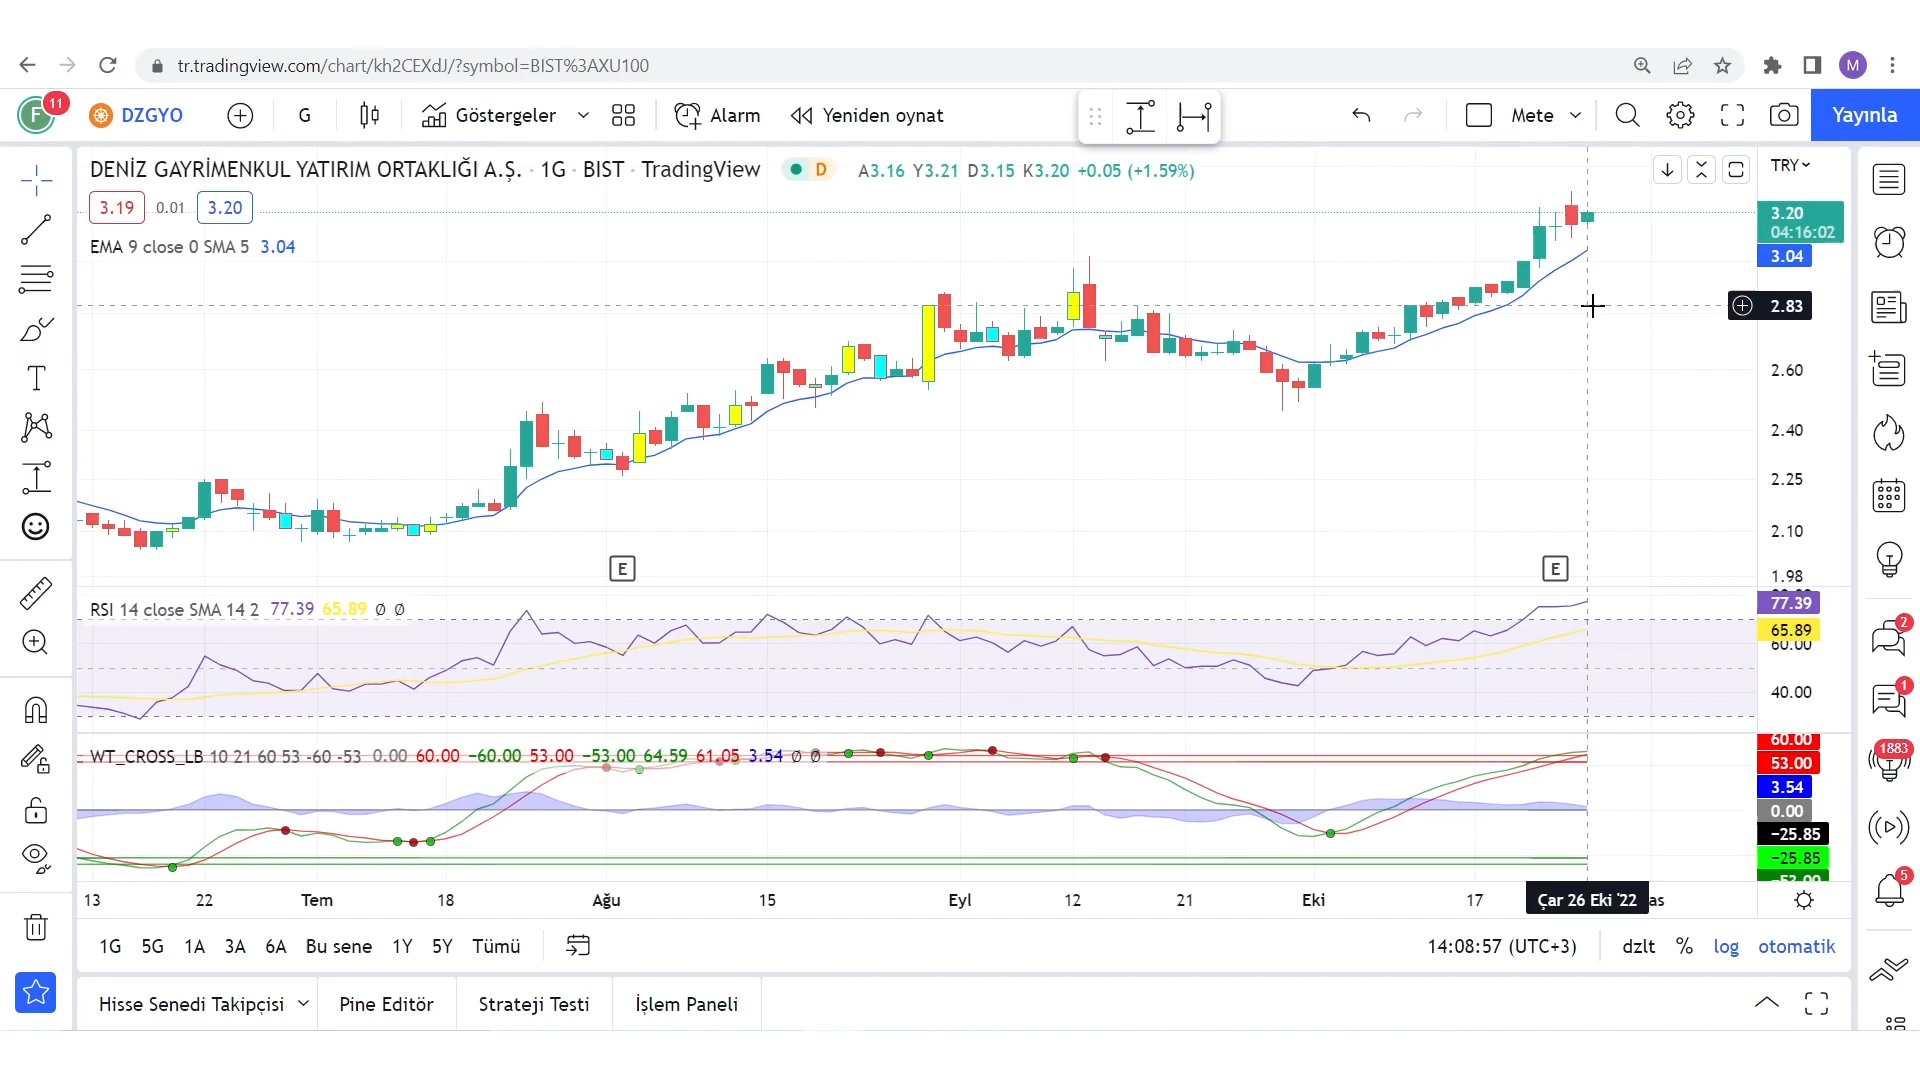 tr.tradingview.com/chart/kh2CEXdJ/?symbol=BIST%3AXU100
M
F 11 DZGYO G Göstergeler Alarm Yeniden oynat Mete Yayınla
DENİZ GAYRİMENKUL YATIRIM ORTAKLIĞI A.Ş. · 1G · BIST · TradingView D A3.16 Y3.21 D3.15 K3.20 +0.05 (+1.59%)
TRY
3.19 0.01 3.20
3.20
04:16:02
EMA 9 close 0 SMA 5 3.04
3.04
2.83
2.60
2.40
2.25
2.10
E E
1.98
RSI 14 close SMA 14 2 77.39 65.89 Ø Ø
77.39
65.89
60.00
40.00
WT_CROSS_LB 10 21 60 53 -60 -53 0.00 60.00 −60.00 53.00 −53.00 64.59 61.05 3.54 Ø Ø
60.00
53.00
3.54
0.00
−25.85
−25.85
−53.00
13 22 Tem 18 Ağu 15 Eyl 12 21 Eki 17 Çar 26 Eki '22 as
1G 5G 1A 3A 6A Bu sene 1Y 5Y Tümü 14:08:57 (UTC+3) dzlt % log otomatik
Hisse Senedi Takipçisi Pine Editör Strateji Testi İşlem Paneli
2
1
1883
5